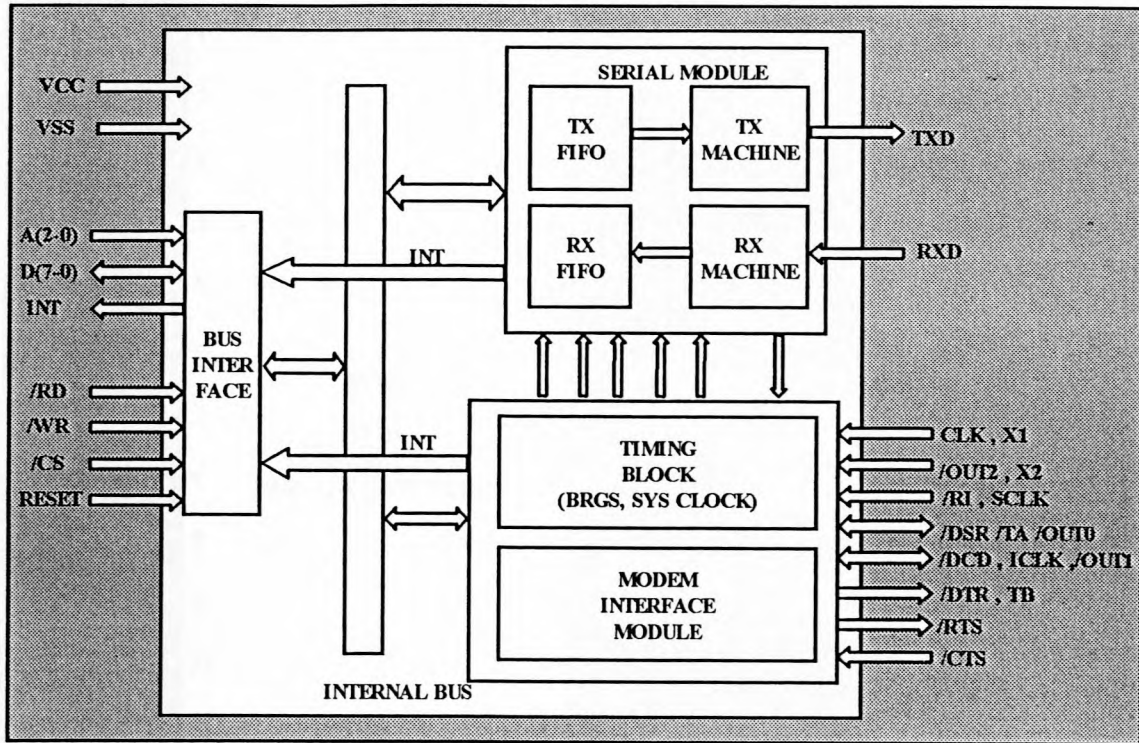 VCC
VSS
A(2-0)
D(7-0)
INT
/RD
/WR
/CS
RESET
BUS
INTER
FACE
INT
INT
INTERNAL BUS
SERIAL MODULE
TX
FIFO
TX
MACHINE
RX
FIFO
RX
MACHINE
TIMING
BLOCK
(BRGS, SYS CLOCK)
MODEM
INTERFACE
MODULE
TXD
RXD
CLK , X1
/OUT2 , X2
/RI , SCLK
/DSR /TA /OUT0
/DCD , ICLK ,/OUT1
/DTR , TB
/RTS
/CTS